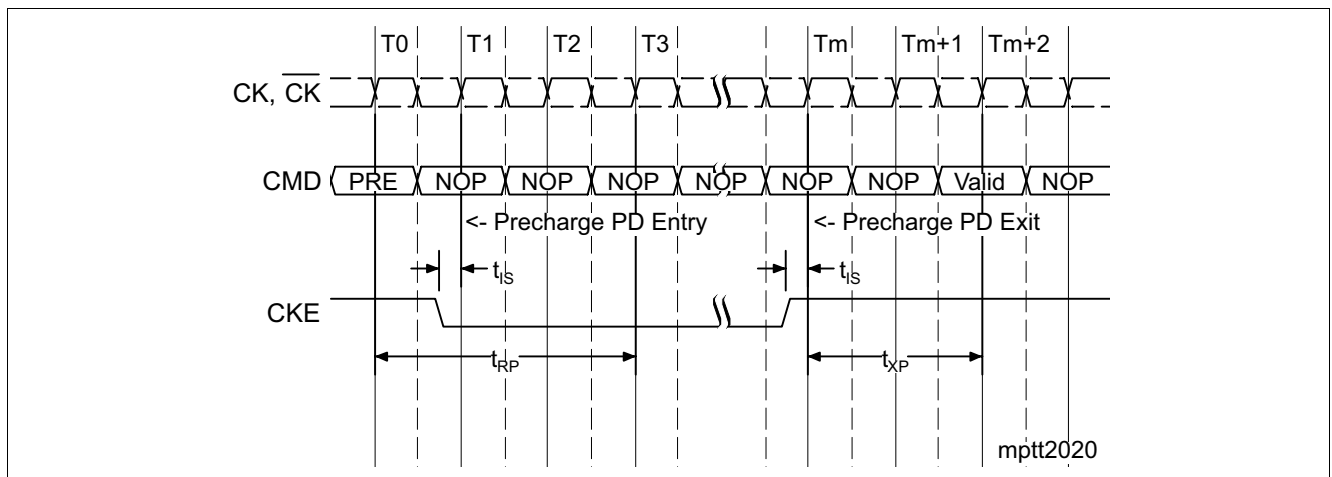 T0 T1 T2 T3 Tm Tm+1 Tm+2
CK, C̅K̅
CMD PRE NOP NOP NOP NOP NOP NOP Valid NOP
<- Precharge PD Entry <- Precharge PD Exit
tIS tIS
CKE
tRP tXP
mptt2020